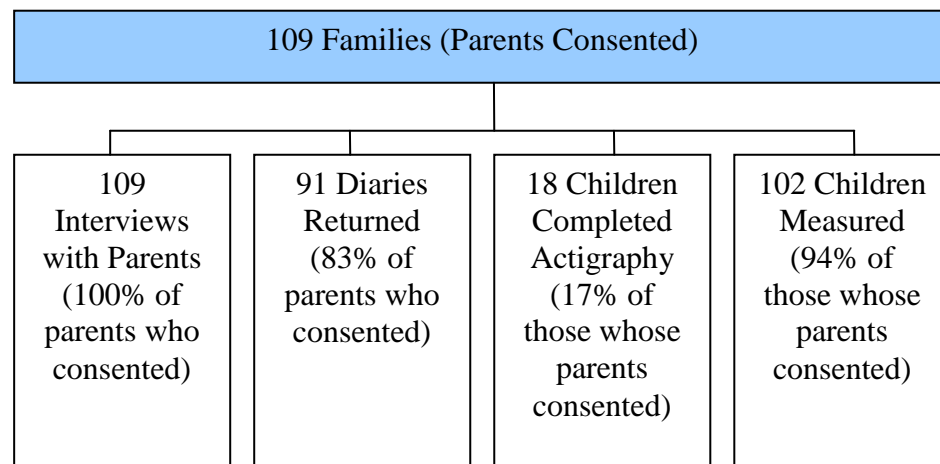 109 Families (Parents Consented)
109
Interviews
with Parents
(100% of
parents who
consented)
91 Diaries
Returned
(83% of
parents who
consented)
18 Children
Completed
Actigraphy
(17% of
those whose
parents
consented)
102 Children
Measured
(94% of
those whose
parents
consented)